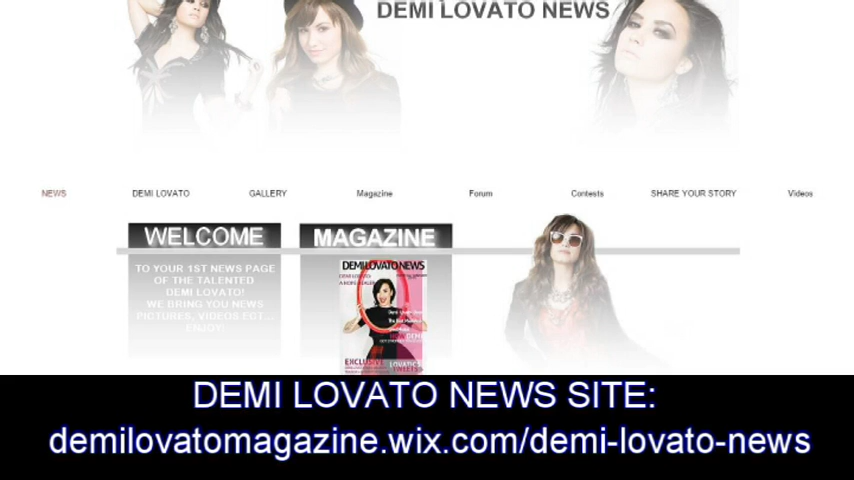 DEMI LOVATO NEWS
NEWS DEMI LOVATO GALLERY Magazine Forum Contests SHARE YOUR STORY Videos
WELCOME
TO YOUR 1ST NEWS PAGE
OF THE TALENTED
DEMI LOVATO!
WE BRING YOU NEWS
PICTURES, VIDEOS ECT...
ENJOY!
MAGAZINE
DEMI LOVATO NEWS
EXCLUSIVE
LOVATICS
TWEETS
DEMI LOVATO NEWS SITE:
demilovatomagazine.wix.com/demi-lovato-news